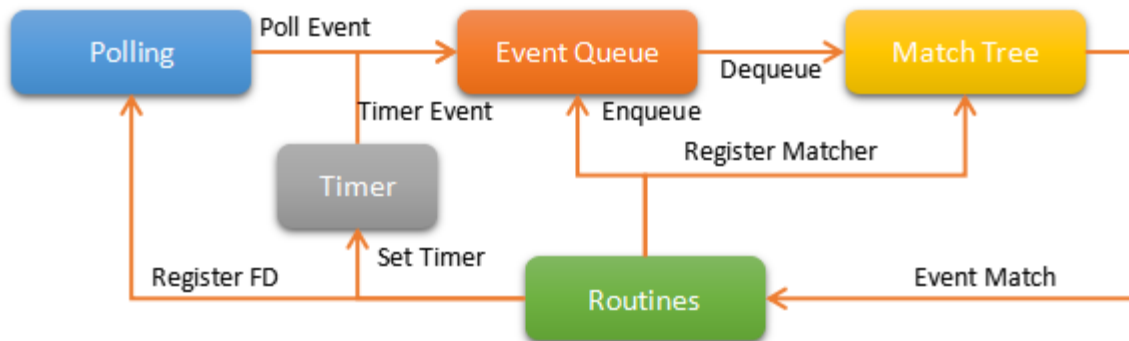 Poll Event
Polling
Event Queue
Match Tree
Dequeue
Timer Event
Enqueue
Register Matcher
Timer
Set Timer
Register FD
Event Match
Routines